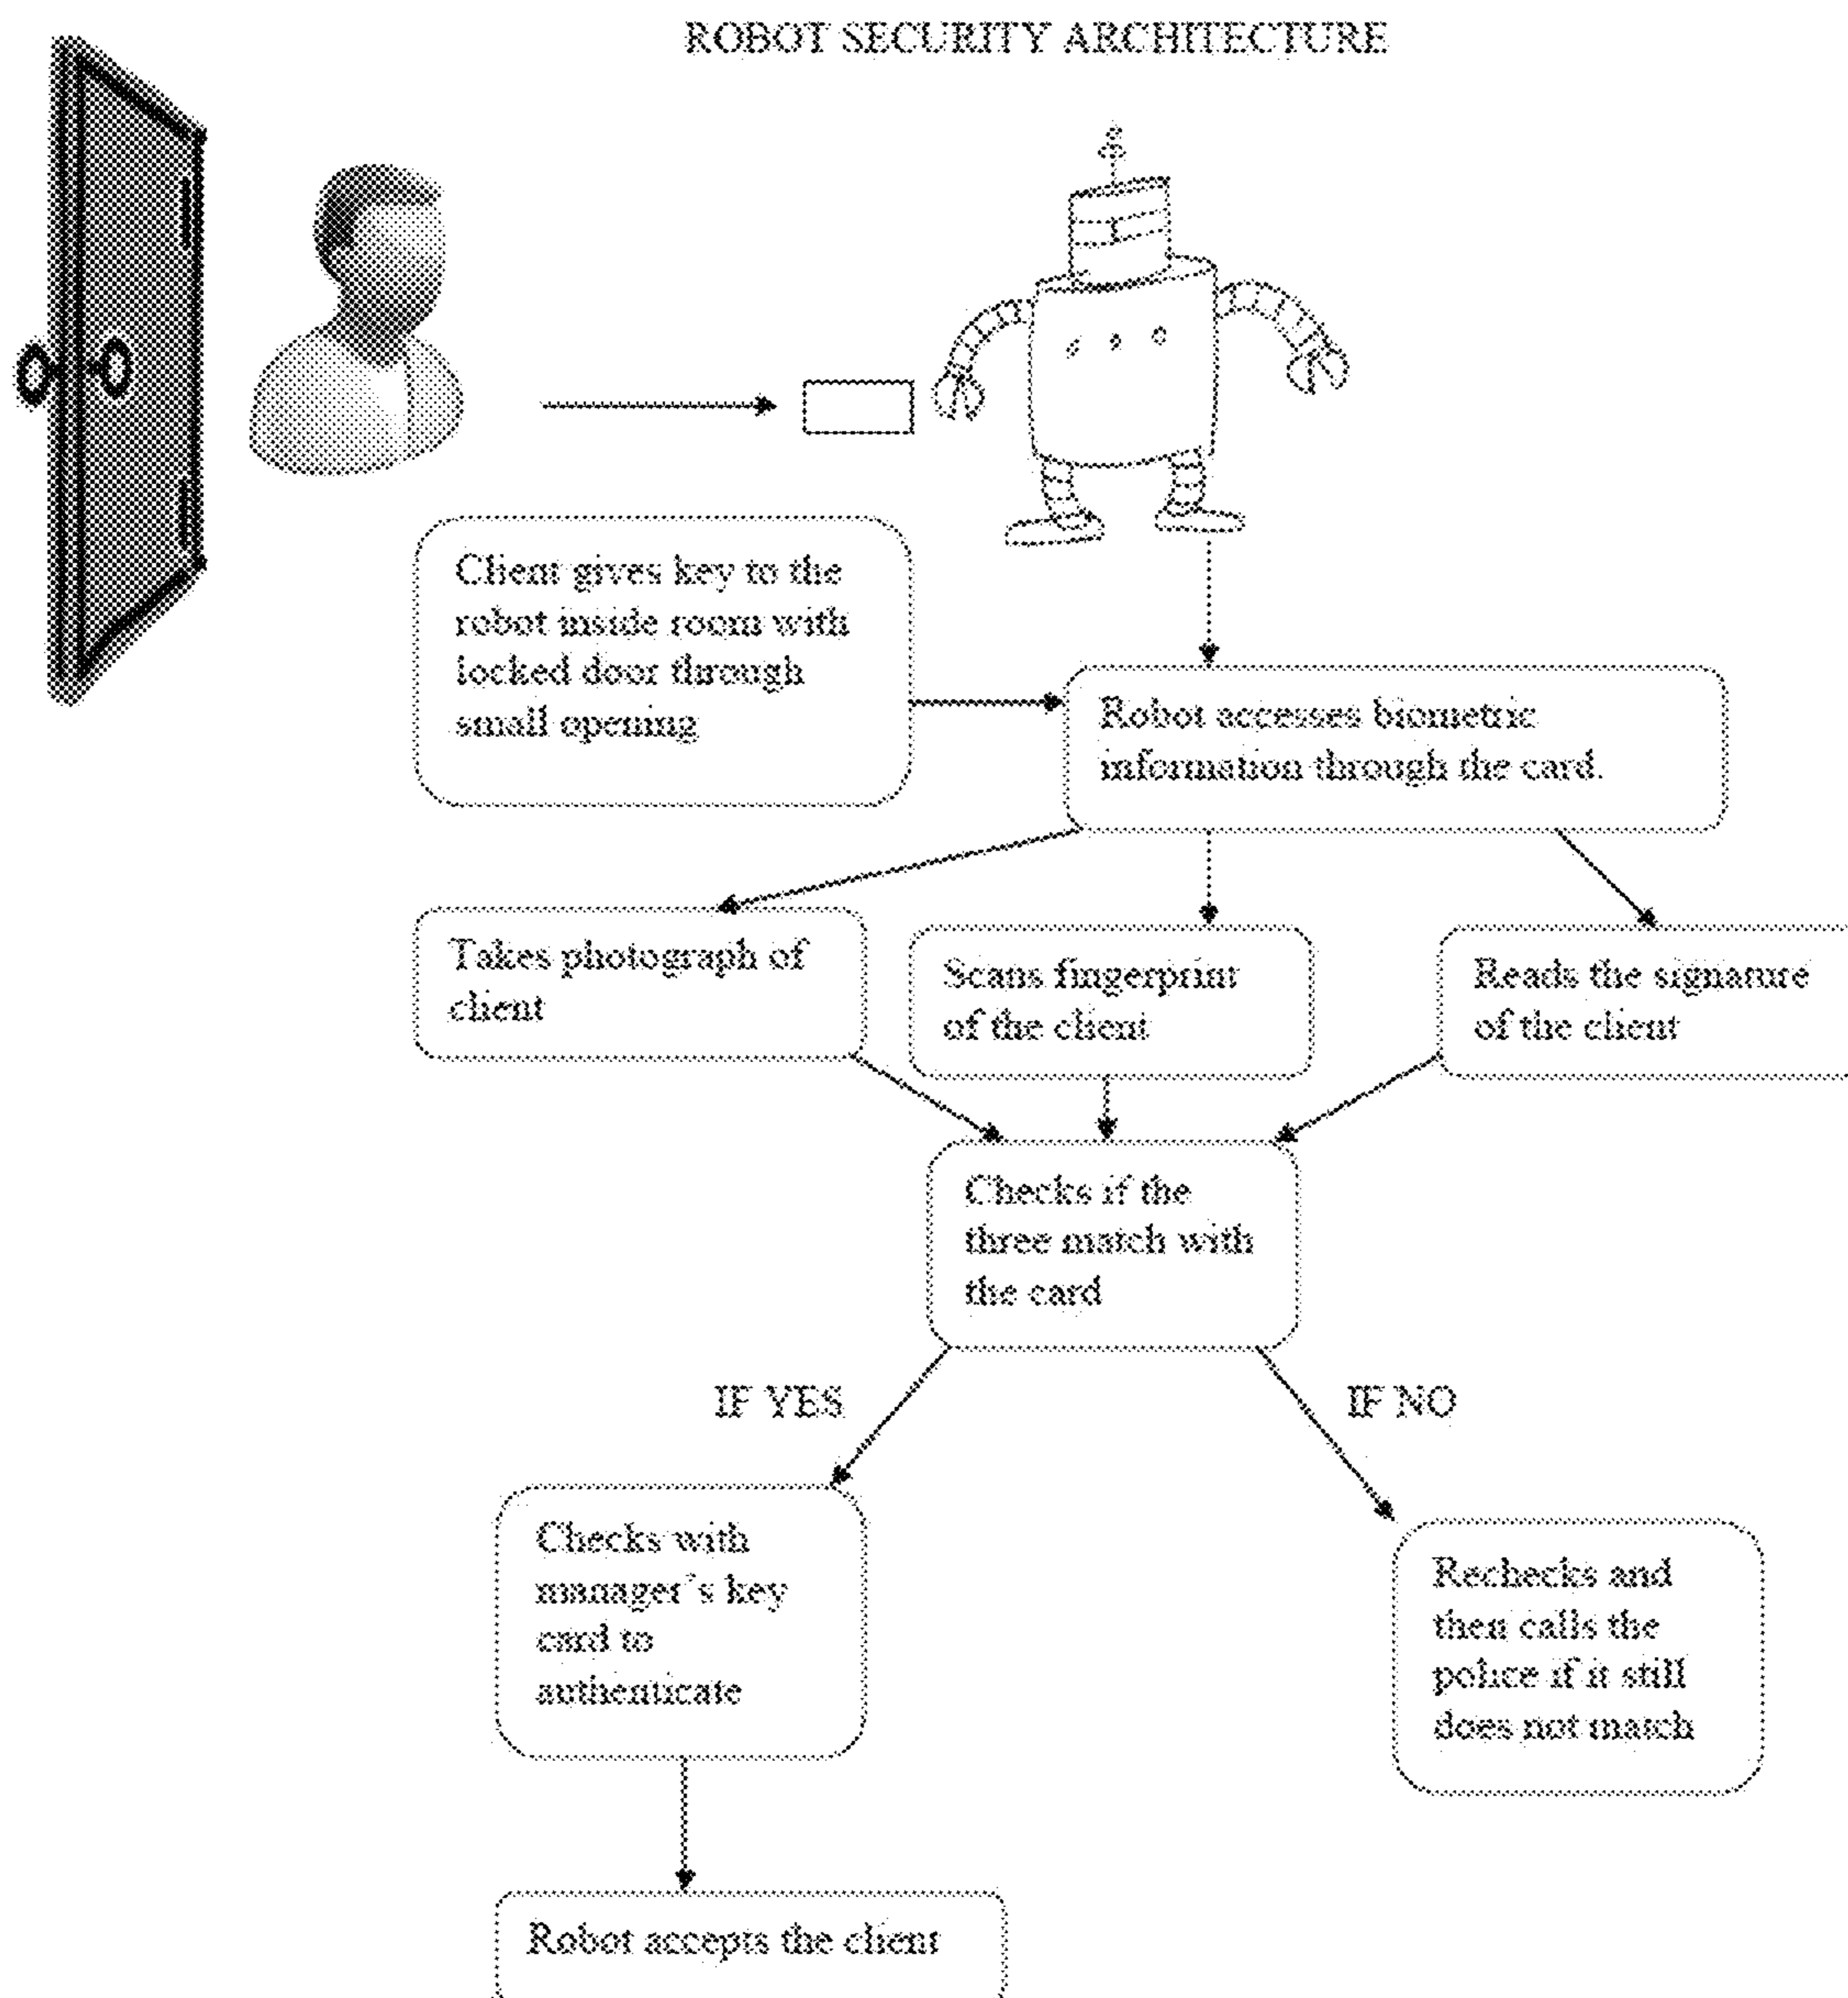 ROBOT SECURITY ARCHITECTURE
Client gives key to the
robot inside room with
locked door through
small opening
Robot accesses biometric
information through the card.
Takes photograph of
client
Scans fingerprint
of the client
Reads the signature
of the client
Checks if the
three match with
the card
IF YES
IF NO
Checks with
manager's key
card to
authenticate
Rechecks and
then calls the
police if it still
does not match
Robot accepts the client